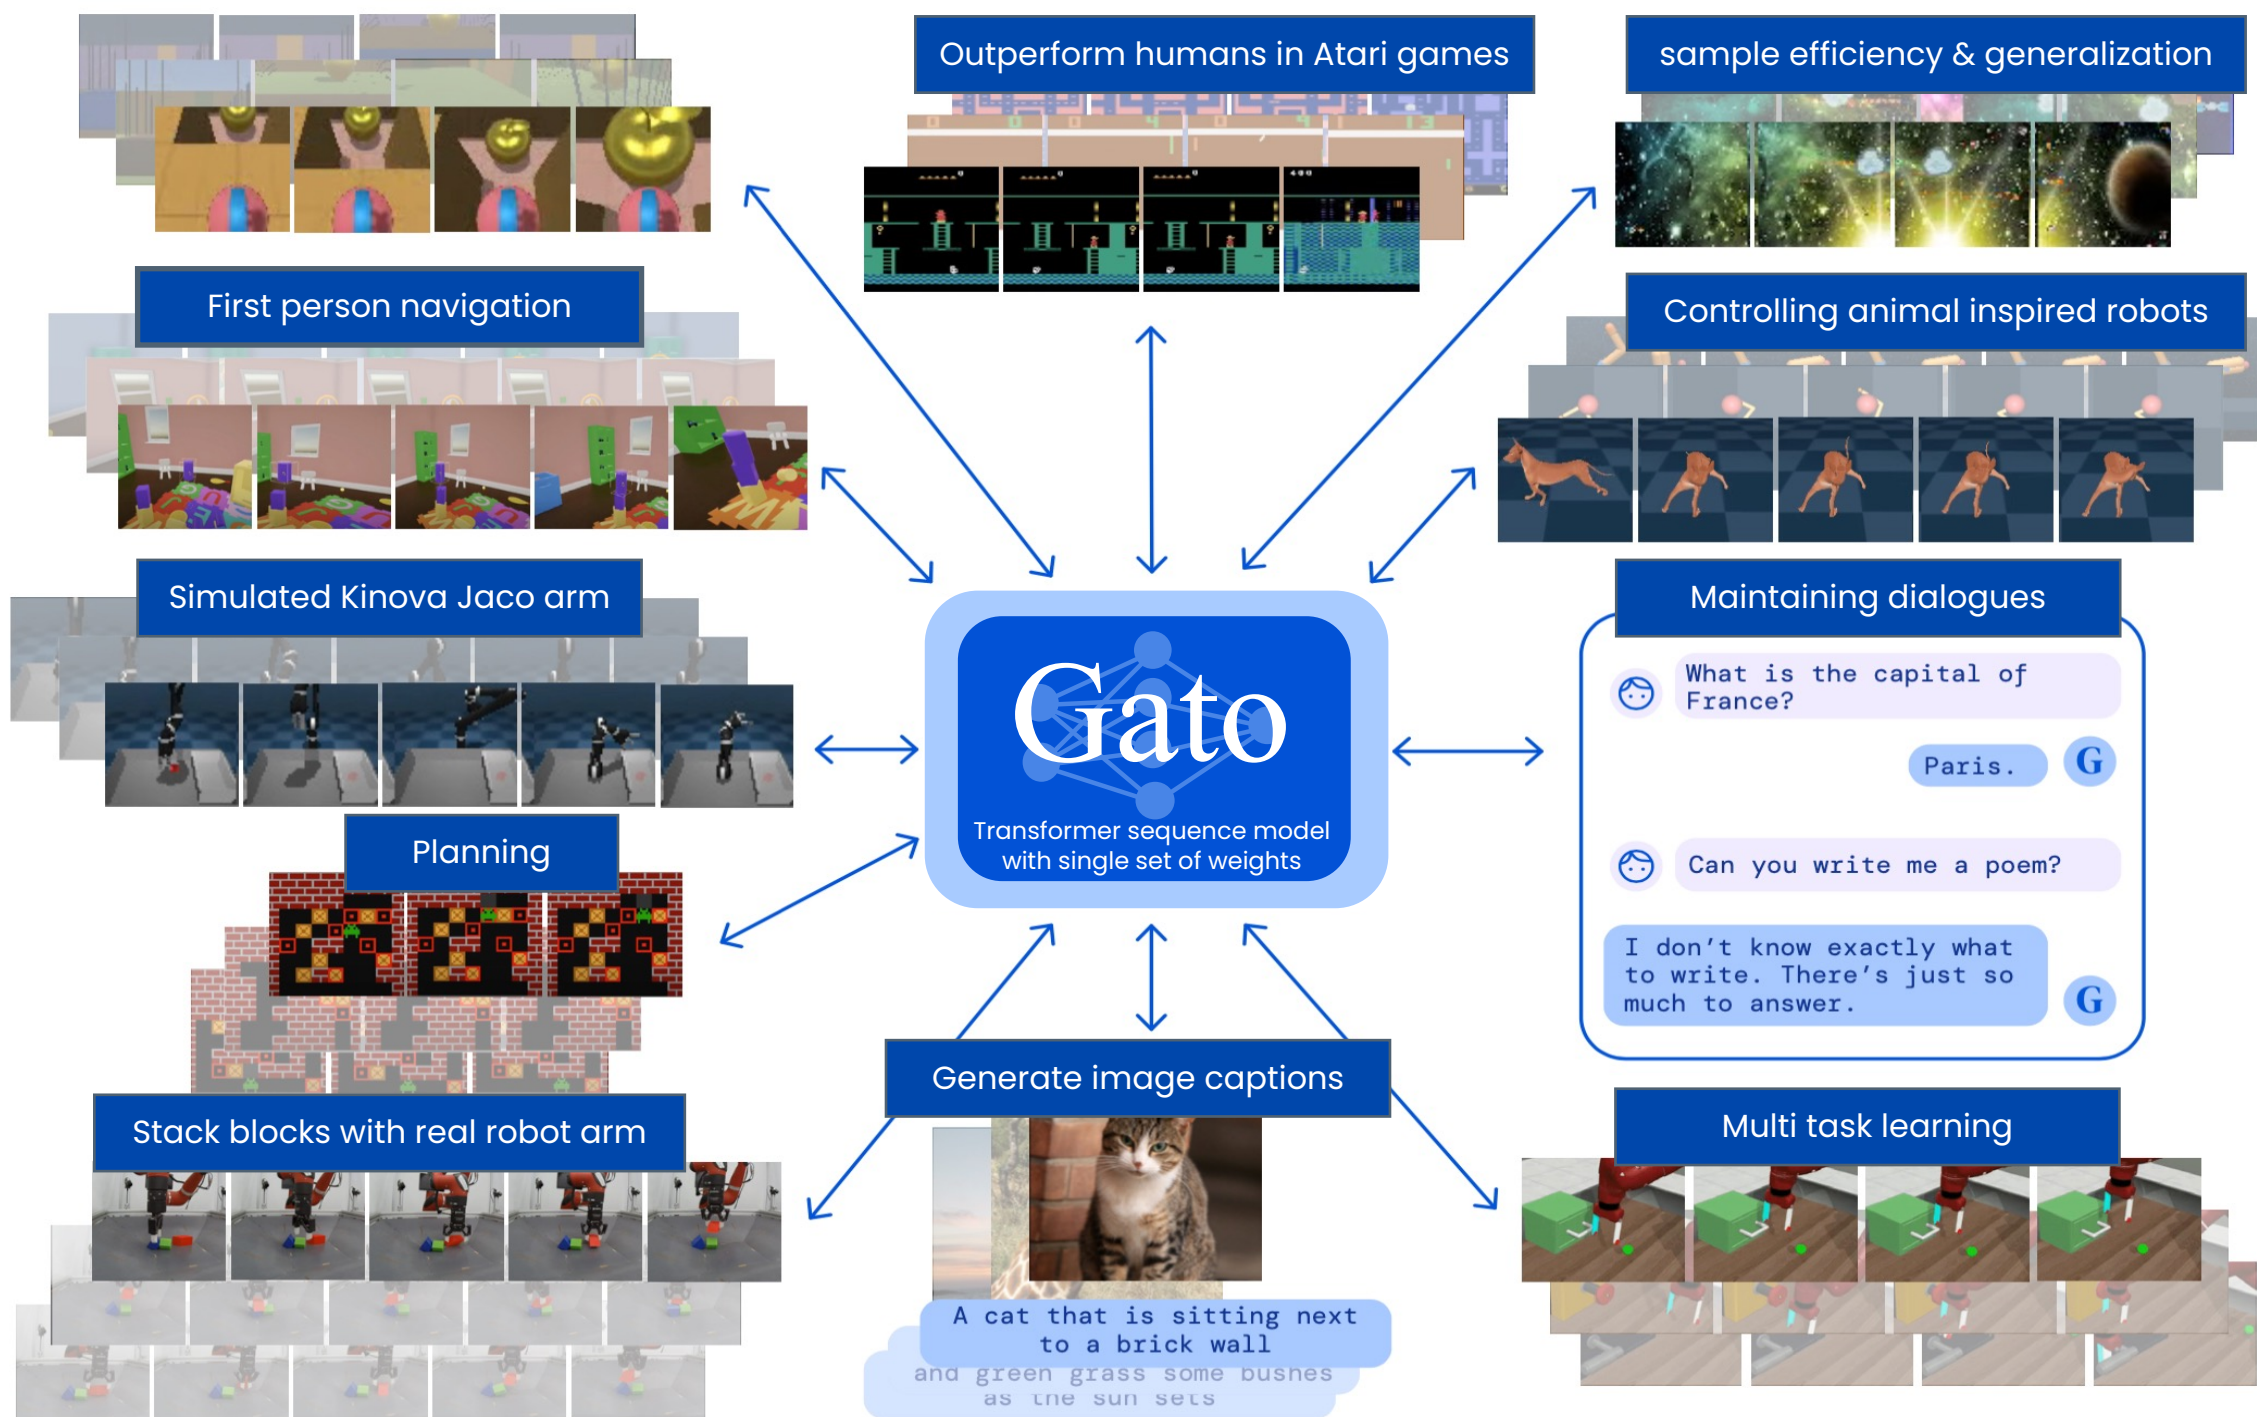 Outperform humans in Atari games
sample efficiency & generalization
First person navigation
Controlling animal inspired robots
Simulated Kinova Jaco arm
Maintaining dialogues
What is the capital of
France?
Paris.
G
Can you write me a poem?
I don't know exactly what
to write. There's just so
much to answer.
G
Gato
Transformer sequence model
with single set of weights
Planning
Generate image captions
Stack blocks with real robot arm
Multi task learning
A cat that is sitting next
to a brick wall
and green grass some bushes
as the sun sets